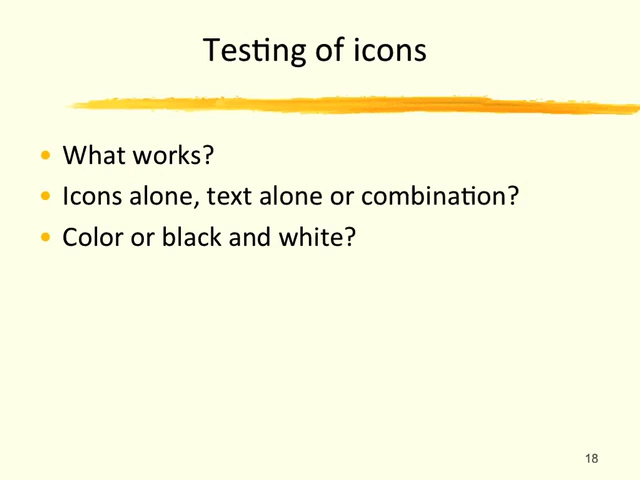 Testing of icons
• What works?
• Icons alone, text alone or combination?
• Color or black and white?
18